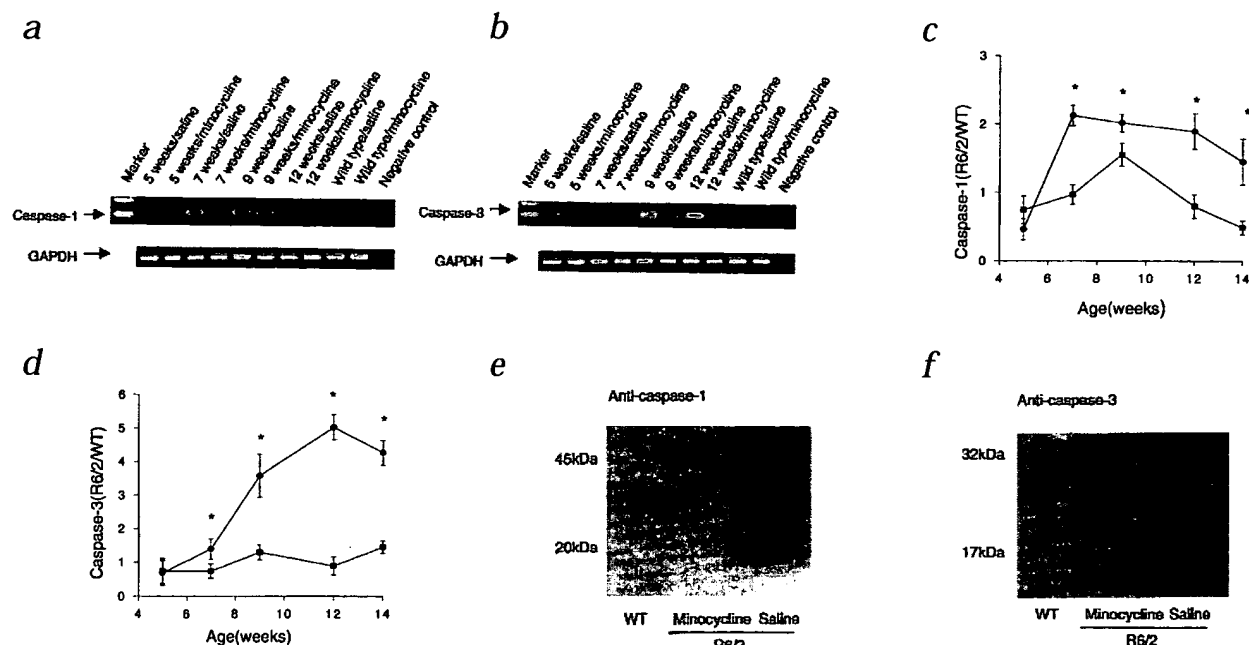 a
Marker
5 weeks/saline
5 weeks/minocycline
7 weeks/saline
7 weeks/minocycline
9 weeks/saline
9 weeks/minocycline
12 weeks/saline
12 weeks/minocycline
Wild type/saline
Wild type/minocycline
Negative control
Caspase-1
GAPDH
b
Marker
5 weeks/saline
5 weeks/minocycline
7 weeks/saline
7 weeks/minocycline
9 weeks/saline
9 weeks/minocycline
12 weeks/saline
12 weeks/minocycline
Wild type/saline
Wild type/minocycline
Negative control
Caspase-3
GAPDH
c
Caspase-1(R6/2/WT)
3
2
1
0
* * * *
4 6 8 10 12 14
Age(weeks)
d
Caspase-3(R6/2/WT)
6
5
4
3
2
1
0
* * * *
4 6 8 10 12 14
Age(weeks)
e
Anti-caspase-1
45kDa
20kDa
WT Minocycline Saline
f
Anti-caspase-3
32kDa
17kDa
WT Minocycline Saline
R6/2